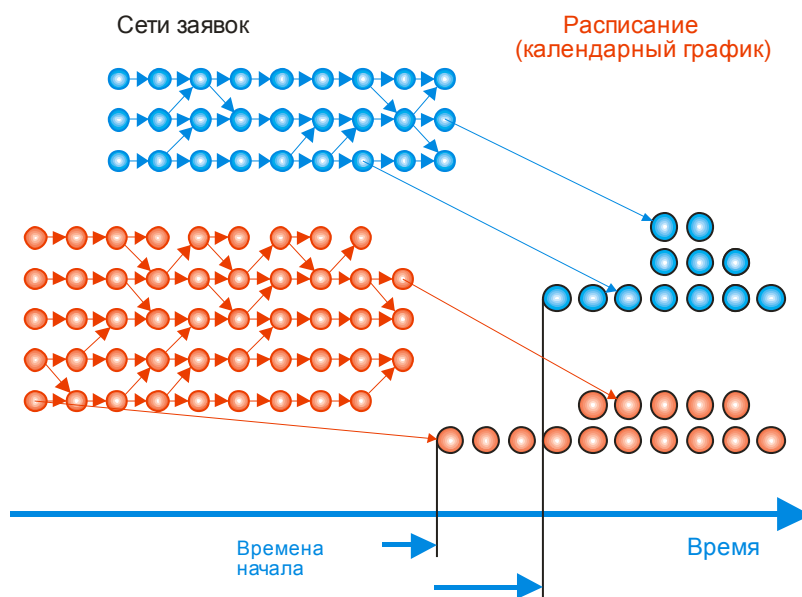 Сети заявок
Расписание
(календарный график)
Времена
начала
Время